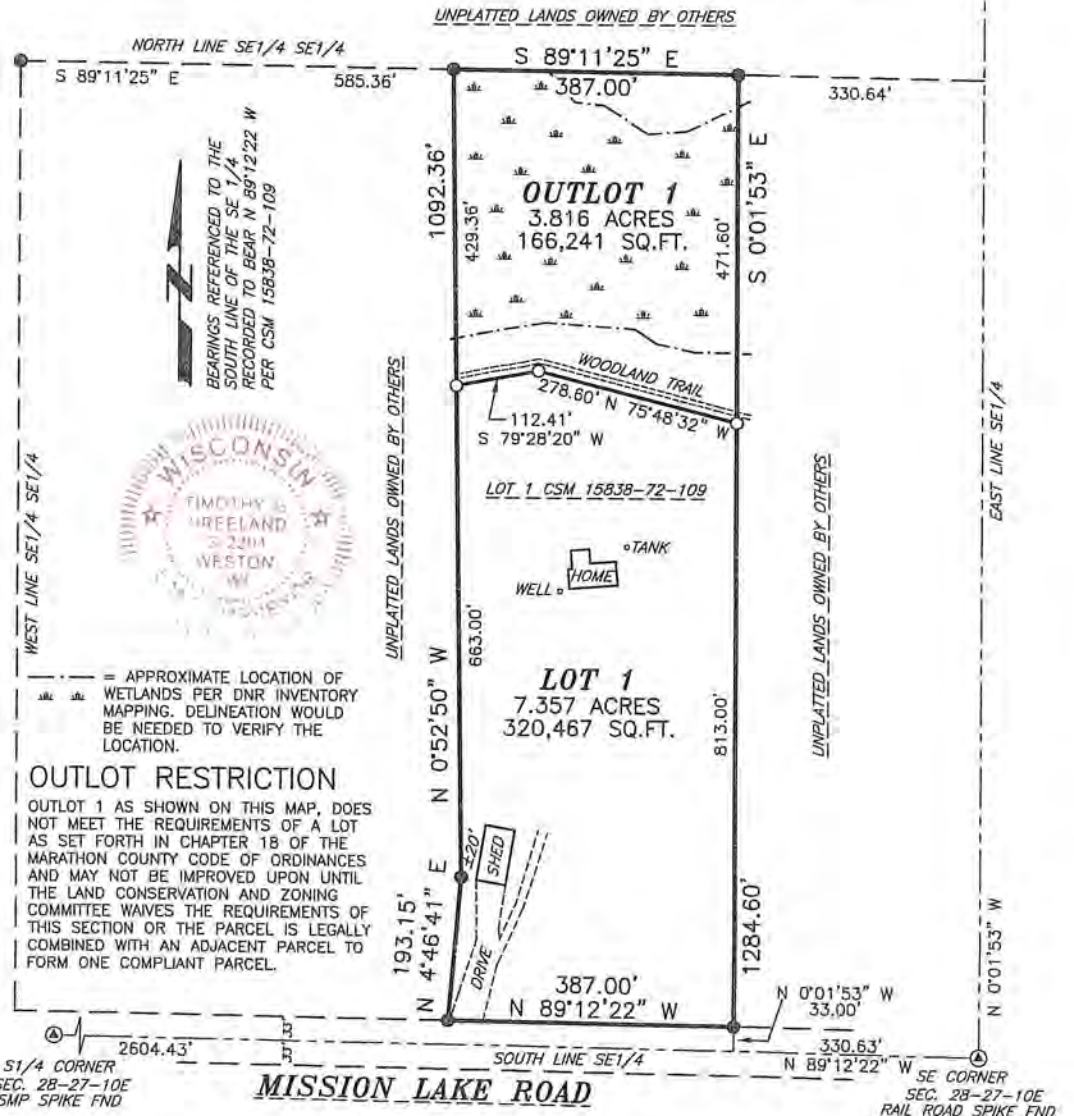 UNPLATTED LANDS OWNED BY OTHERS
NORTH LINE SE1/4 SE1/4
S 89°11'25" E
585.36'
S 89°11'25" E
387.00'
330.64'
BEARINGS REFERENCED TO THE
SOUTH LINE OF THE SE 1/4
RECORDED TO BEAR N 89°12'22 W
PER CSM 15838-72-109
1092.36'
429.36'
OUTLOT 1
3.816 ACRES
166,241 SQ.FT.
471.60'
S 0°01'53" E
WOODLAND TRAIL
278.60' N 75°48'32" W
112.41'
S 79°28'20" W
UNPLATTED LANDS OWNED BY OTHERS
WEST LINE SE1/4 SE1/4
WISCONSIN
TIMOTHY G.
VREELAND
S-2291
WESTON
WI
LOT 1 CSM 15838-72-109
TANK
HOME
WELL
UNPLATTED LANDS OWNED BY OTHERS
EAST LINE SE1/4
663.00'
N 0°52'50" W
LOT 1
7.357 ACRES
320,467 SQ.FT.
813.00'
= APPROXIMATE LOCATION OF
WETLANDS PER DNR INVENTORY
MAPPING. DELINEATION WOULD
BE NEEDED TO VERIFY THE
LOCATION.
OUTLOT RESTRICTION
OUTLOT 1 AS SHOWN ON THIS MAP, DOES
NOT MEET THE REQUIREMENTS OF A LOT
AS SET FORTH IN CHAPTER 18 OF THE
MARATHON COUNTY CODE OF ORDINANCES
AND MAY NOT BE IMPROVED UPON UNTIL
THE LAND CONSERVATION AND ZONING
COMMITTEE WAIVES THE REQUIREMENTS OF
THIS SECTION OR THE PARCEL IS LEGALLY
COMBINED WITH AN ADJACENT PARCEL TO
FORM ONE COMPLIANT PARCEL.
±20'
SHED
DRIVE
193.15'
N 4°46'41" E
1284.60'
387.00'
N 89°12'22" W
N 0°01'53" W
33.00'
N 0°01'53" W
2604.43'
33'
33'
SOUTH LINE SE1/4
330.63'
N 89°12'22" W
S1/4 CORNER
SEC. 28-27-10E
SMP SPIKE FND
MISSION LAKE ROAD
SE CORNER
SEC. 28-27-10E
RAIL ROAD SPIKE FND